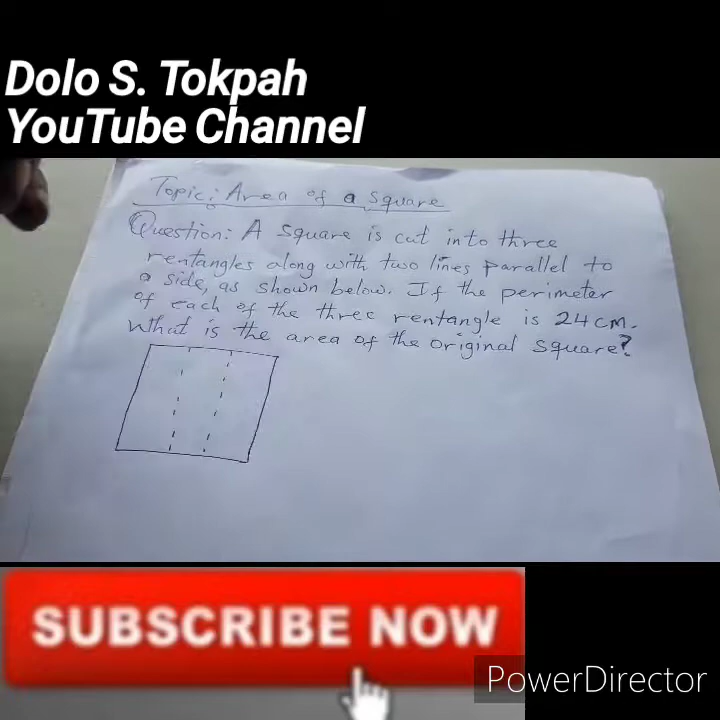 Dolo S. Tokpah
YouTube Channel
Topic: Area of a square
Question: A square is cut into three
rentangles along with two lines parallel to
a side, as shown below. If the perimeter
of each of the three rentangle is 24cm.
What is the area of the original square?
SUBSCRIBE NOW
PowerDirector